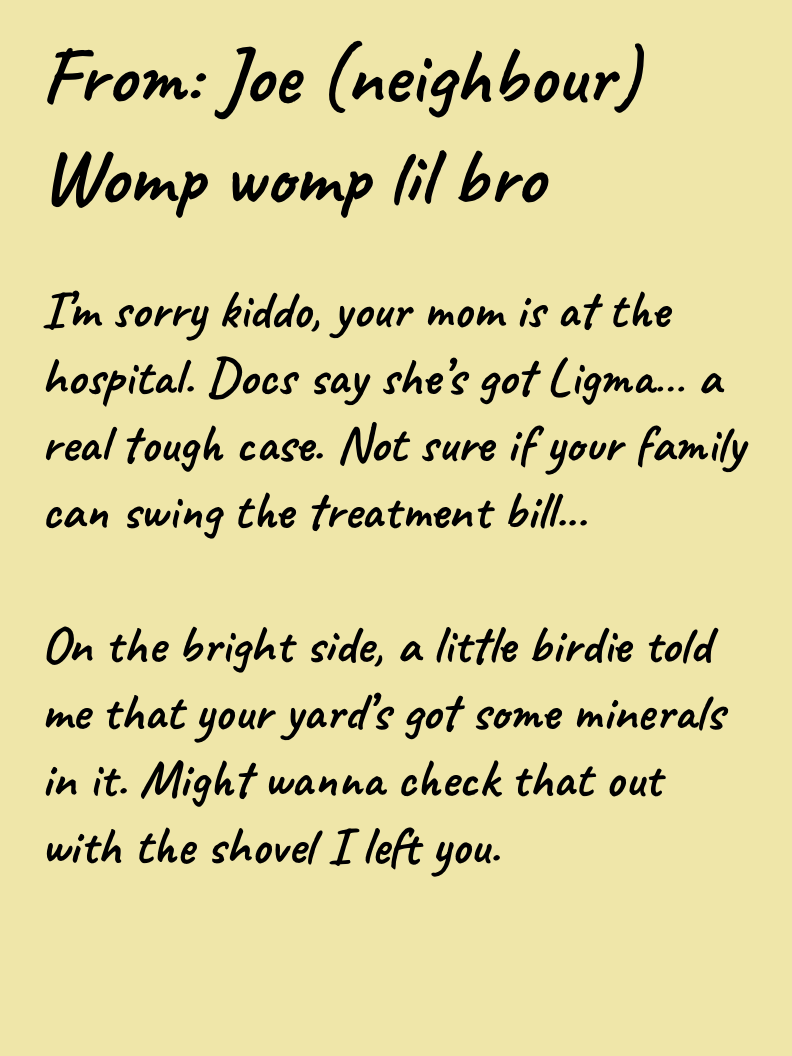 From: Joe (neighbour)
Womp womp lil bro
I'm sorry kiddo, your mom is at the
hospital. Docs say she's got Ligma... a
real tough case. Not sure if your family
can swing the treatment bill...
On the bright side, a little birdie told
me that your yard's got some minerals
in it. Might wanna check that out
with the shovel I left you.